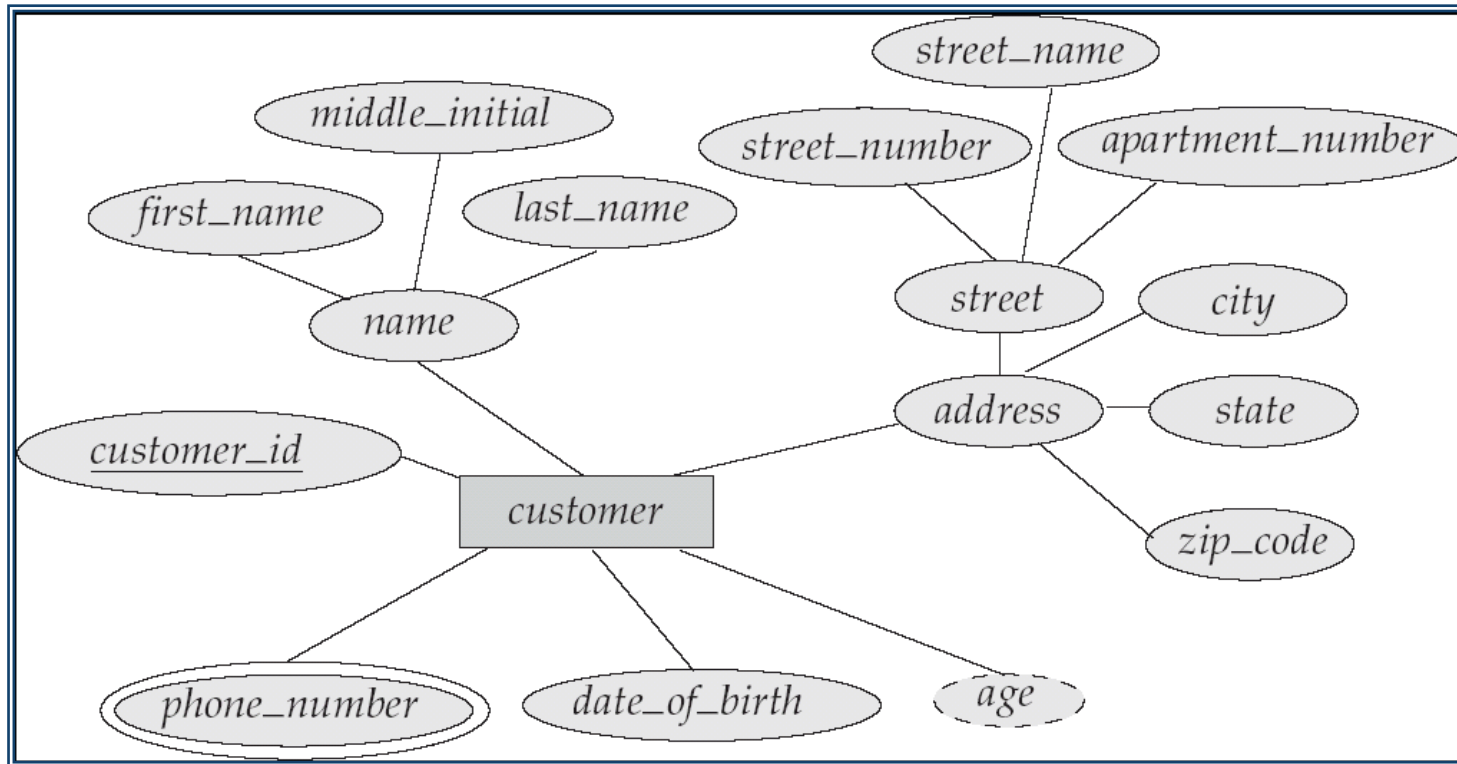 street_name
middle_initial
street_number
apartment_number
first_name
last_name
street
city
name
address
state
customer_id
customer
zip_code
phone_number
date_of_birth
age